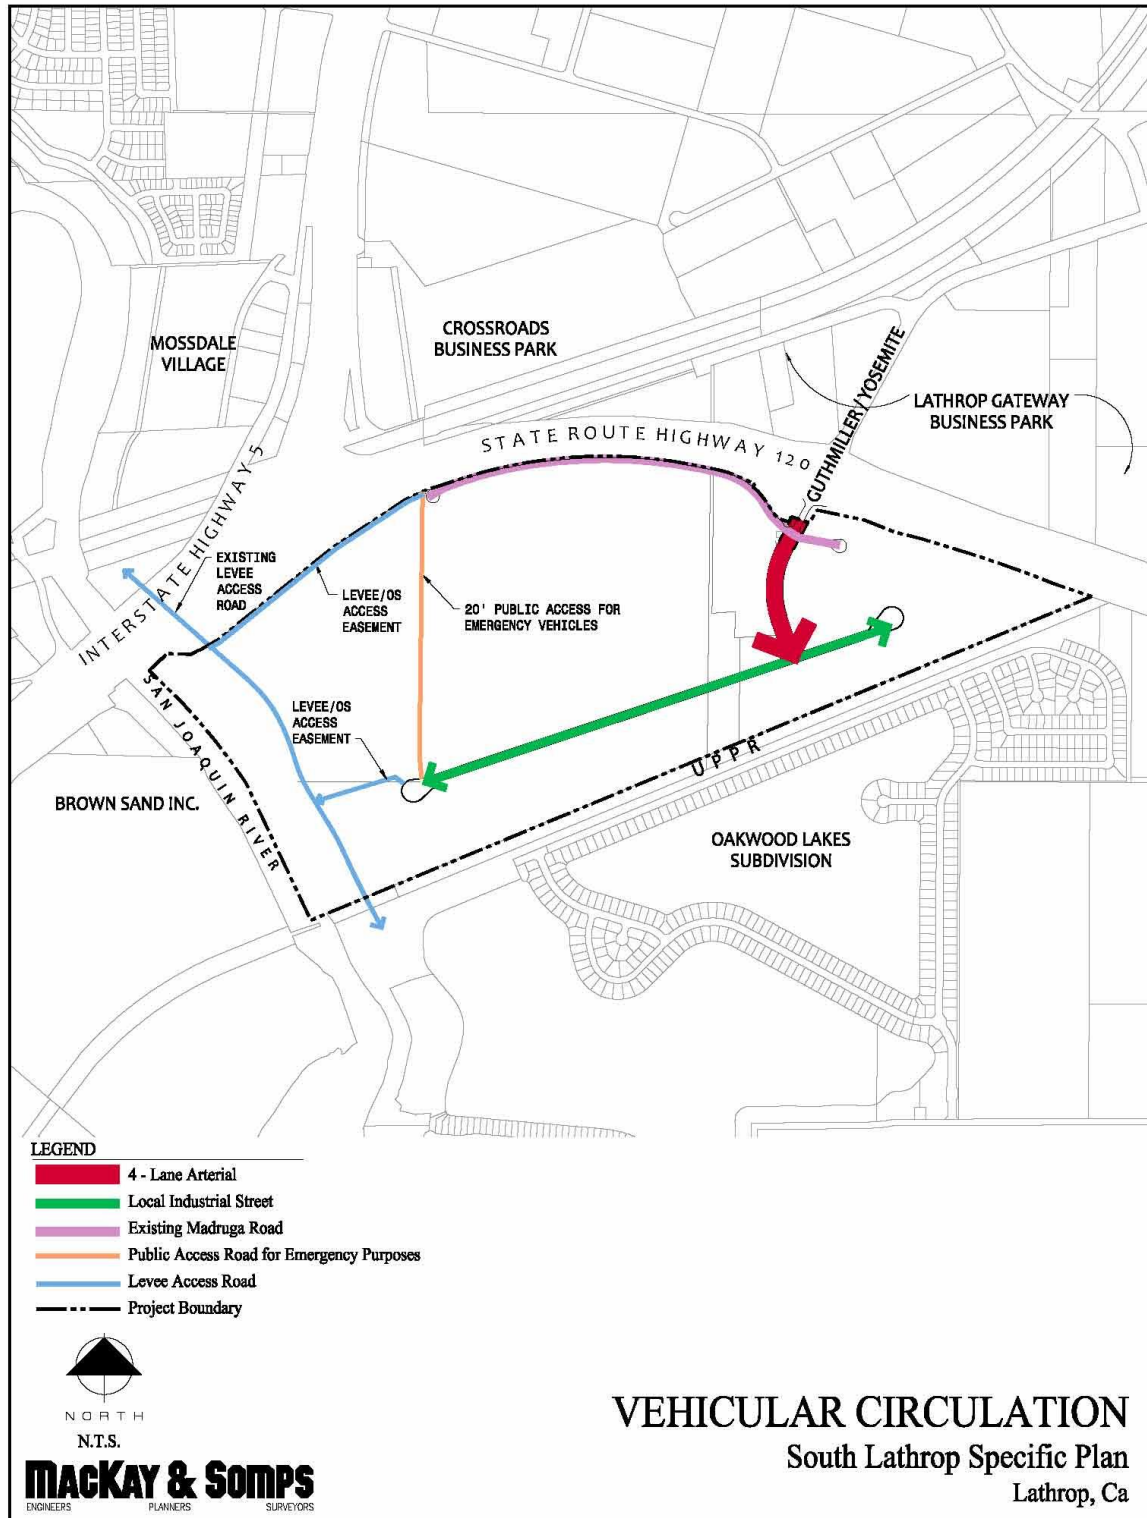 CROSSROADS
BUSINESS PARK
MOSSDALE
VILLAGE
GUTHMILLER/YOSEMITE
LATHROP GATEWAY
BUSINESS PARK
STATE ROUTE HIGHWAY 120
INTERSTATE HIGHWAY 5
EXISTING
LEVEE
ACCESS
ROAD
LEVEE/OS
ACCESS
EASEMENT
20' PUBLIC ACCESS FOR
EMERGENCY VEHICLES
SAN JOAQUIN RIVER
LEVEE/OS
ACCESS
EASEMENT
UPPR
BROWN SAND INC.
OAKWOOD LAKES
SUBDIVISION
LEGEND
4 - Lane Arterial
Local Industrial Street
Existing Madruga Road
Public Access Road for Emergency Purposes
Levee Access Road
Project Boundary
NORTH
N.T.S.
MACKAY & SOMPS
ENGINEERS PLANNERS SURVEYORS
VEHICULAR CIRCULATION
South Lathrop Specific Plan
Lathrop, Ca